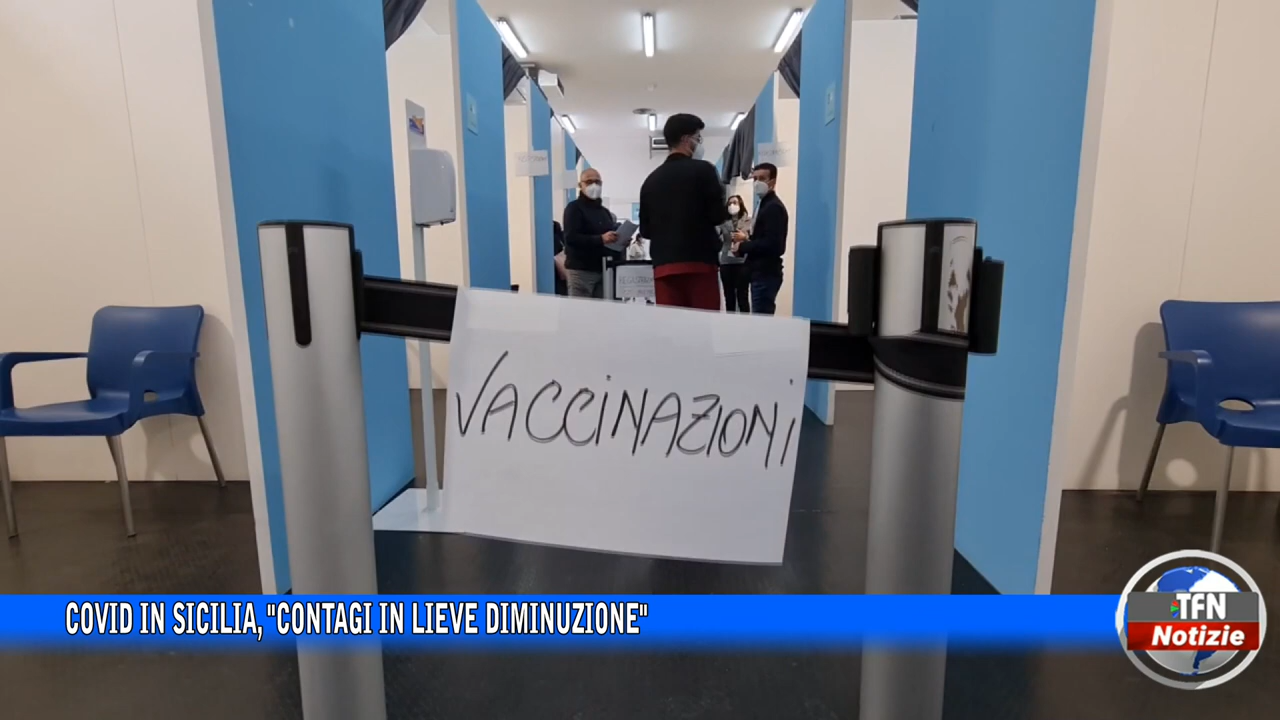 VACCINAZIONI
COVID IN SICILIA, "CONTAGI IN LIEVE DIMINUZIONE"
TFN
Notizie